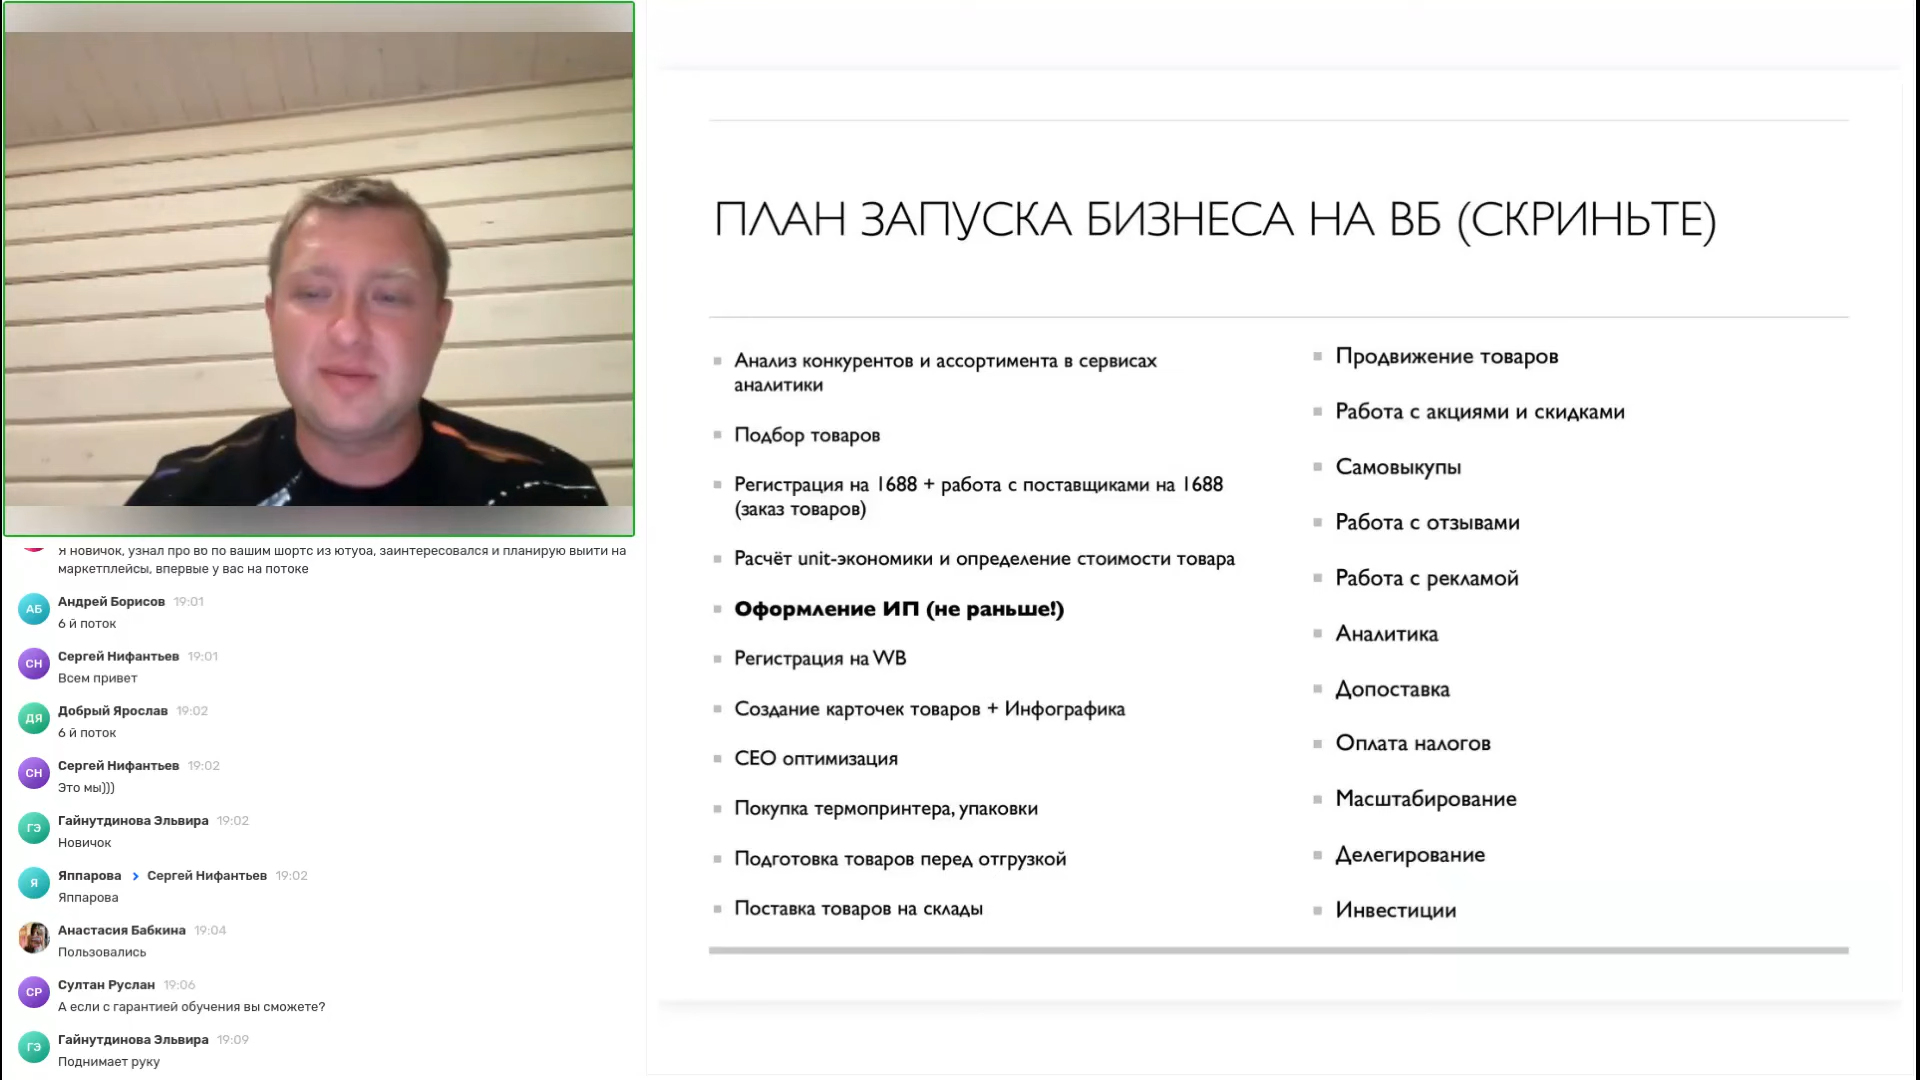 Я новичок, узнал про вб по вашим шортс из ютуба, заинтересовался и планирую выйти на
маркетплейсы, впервые у вас на потоке
АБ
Андрей Борисов 19:01
6 й поток
СН
Сергей Нифантьев 19:01
Всем привет
ДЯ
Добрый Ярослав 19:02
6 й поток
СН
Сергей Нифантьев 19:02
Это мы)))
ГЭ
Гайнутдинова Эльвира 19:02
Новичок
Я
Яппарова > Сергей Нифантьев 19:02
Яппарова
Анастасия Бабкина 19:04
Пользовались
СР
Султан Руслан 19:06
А если с гарантией обучения вы сможете?
ГЭ
Гайнутдинова Эльвира 19:09
Поднимает руку
ПЛАН ЗАПУСКА БИЗНЕСА НА ВБ (СКРИНЬТЕ)
Анализ конкурентов и ассортимента в сервисах
аналитики
Подбор товаров
Регистрация на 1688 + работа с поставщиками на 1688
(заказ товаров)
Расчёт unit-экономики и определение стоимости товара
Оформление ИП (не раньше!)
Регистрация на WB
Создание карточек товаров + Инфографика
СЕО оптимизация
Покупка термопринтера, упаковки
Подготовка товаров перед отгрузкой
Поставка товаров на склады
Продвижение товаров
Работа с акциями и скидками
Самовыкупы
Работа с отзывами
Работа с рекламой
Аналитика
Допоставка
Оплата налогов
Масштабирование
Делегирование
Инвестиции